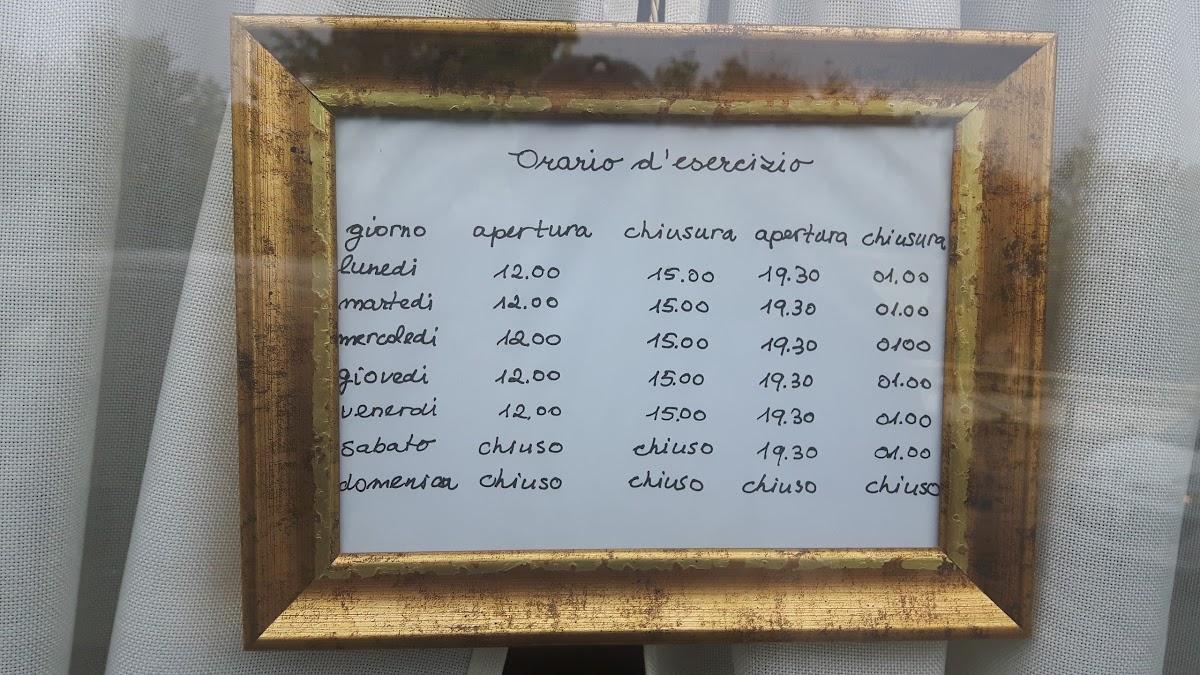 Orario d'esercizio
giorno apertura chiusura apertura chiusura
lunedi 12.00 15.00 19.30 01.00
martedi 12.00 15.00 19.30 01.00
mercoledi 12.00 15.00 19.30 0100
giovedi 12.00 15.00 19.30 01.00
venerdi 12.00 15.00 19.30 01.00
sabato chiuso chiuso 19.30 01.00
domenica chiuso chiuso chiuso chiuso